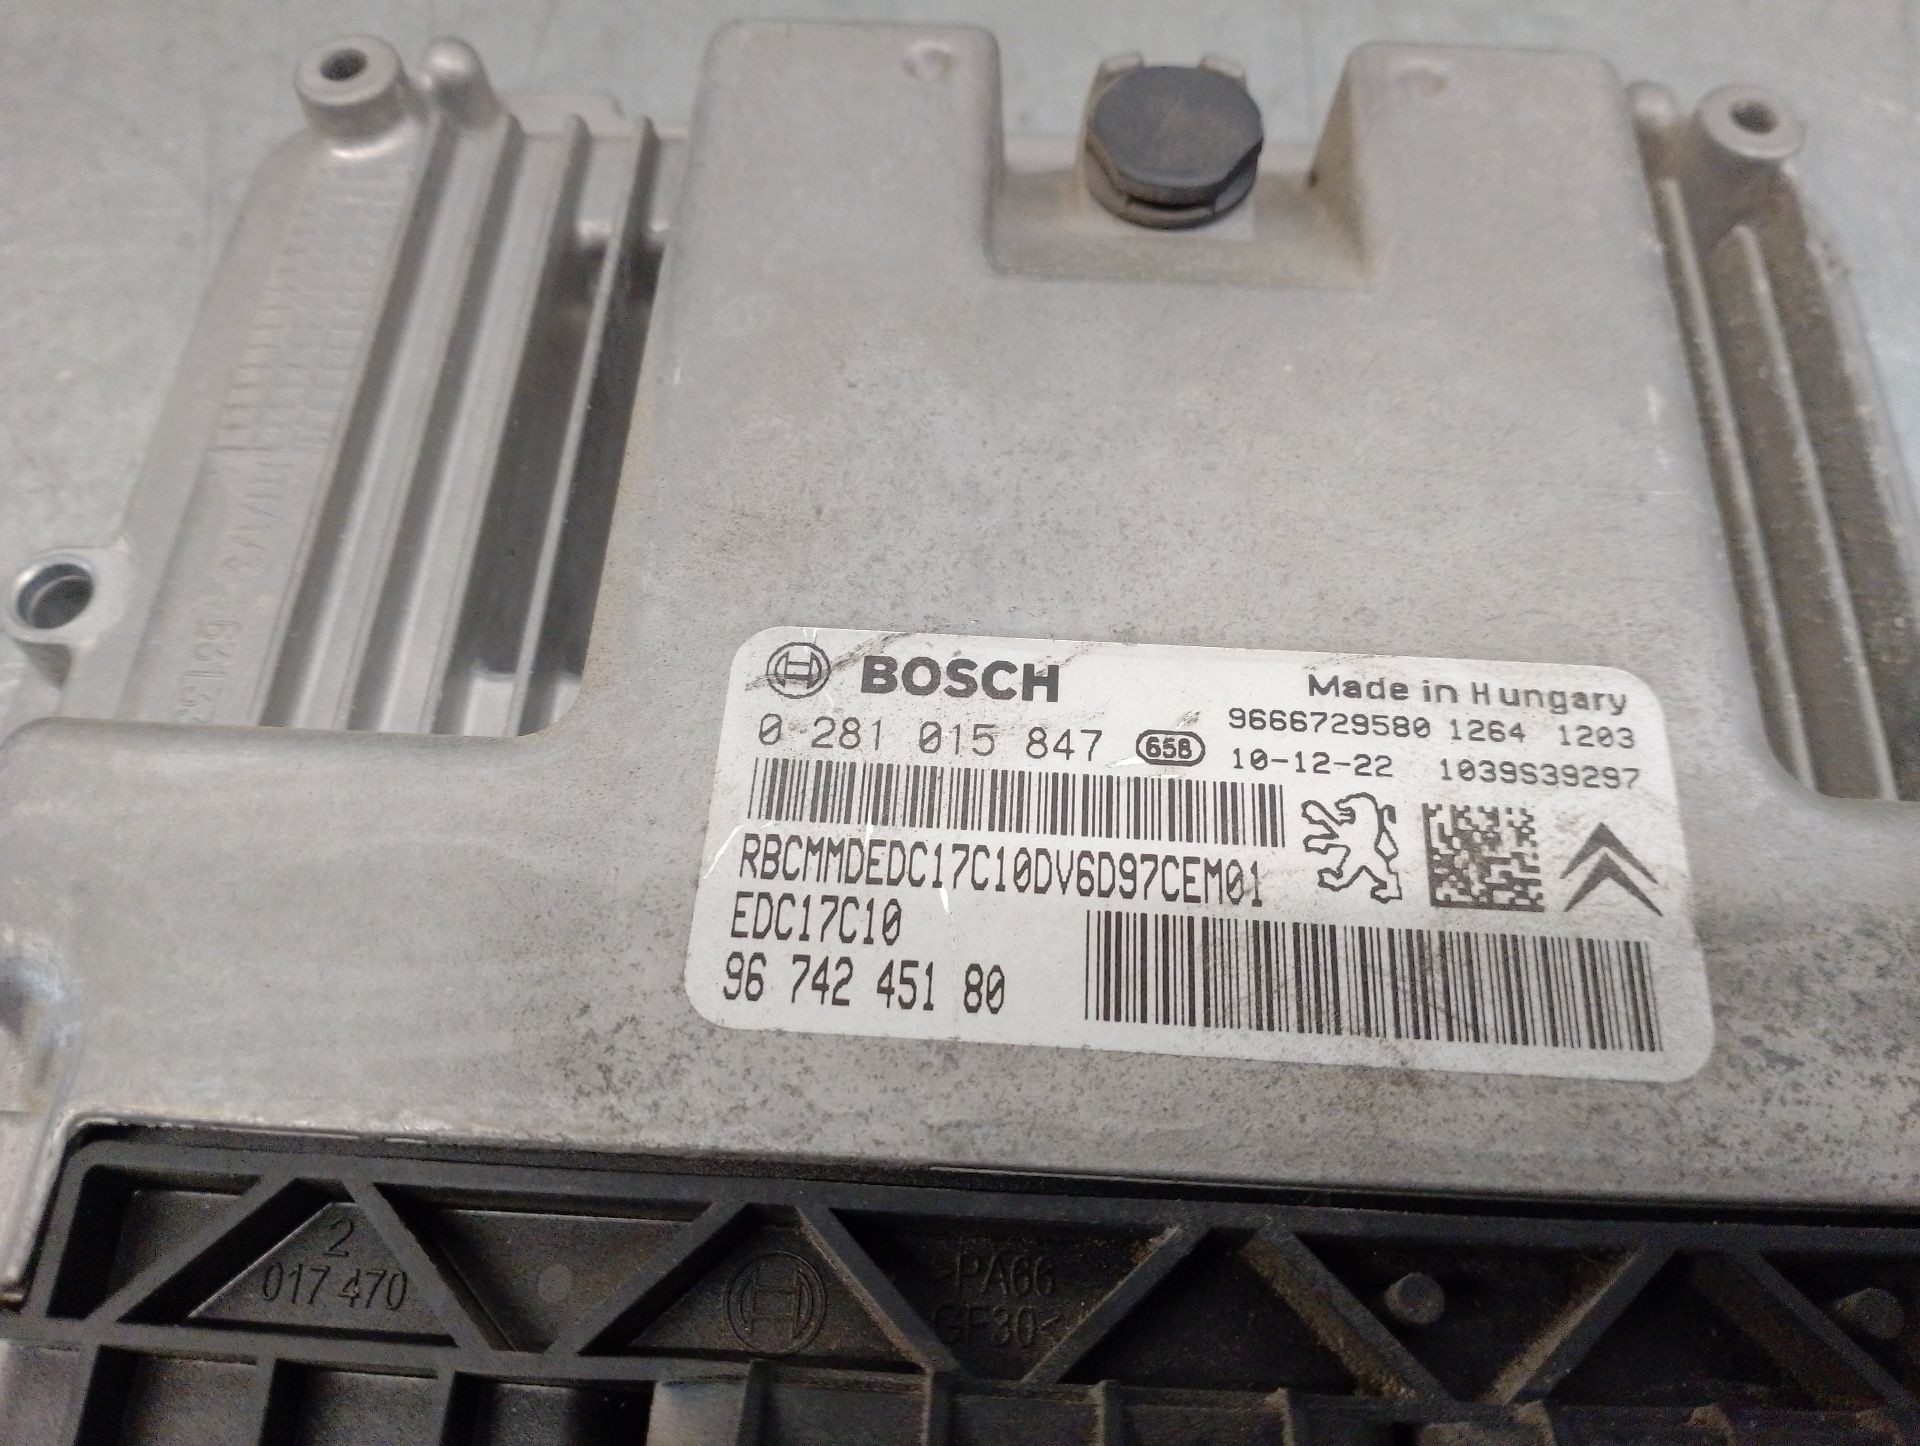 BOSCH
Made in Hungary
0 281 015 847 658
9666729580 1264 1203
10-12-22 1039S39297
RBCMMDEDC17C10DV6D97CEM01
EDC17C10
96 742 451 80
2
017 470
>PA66
GF30<